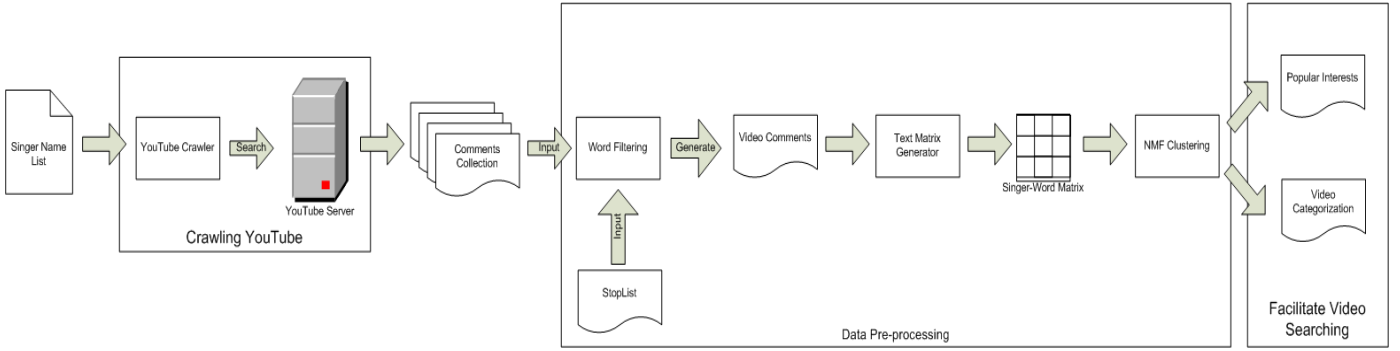 Singer Name
List
YouTube Crawler
Search
YouTube Server
Crawling YouTube
Comments
Collection
Input
Word Filtering
Input
StopList
Generate
Video Comments
Text Matrix
Generator
Singer-Word Matrix
NMF Clustering
Data Pre-processing
Popular Interests
Video
Categorization
Facilitate Video
Searching